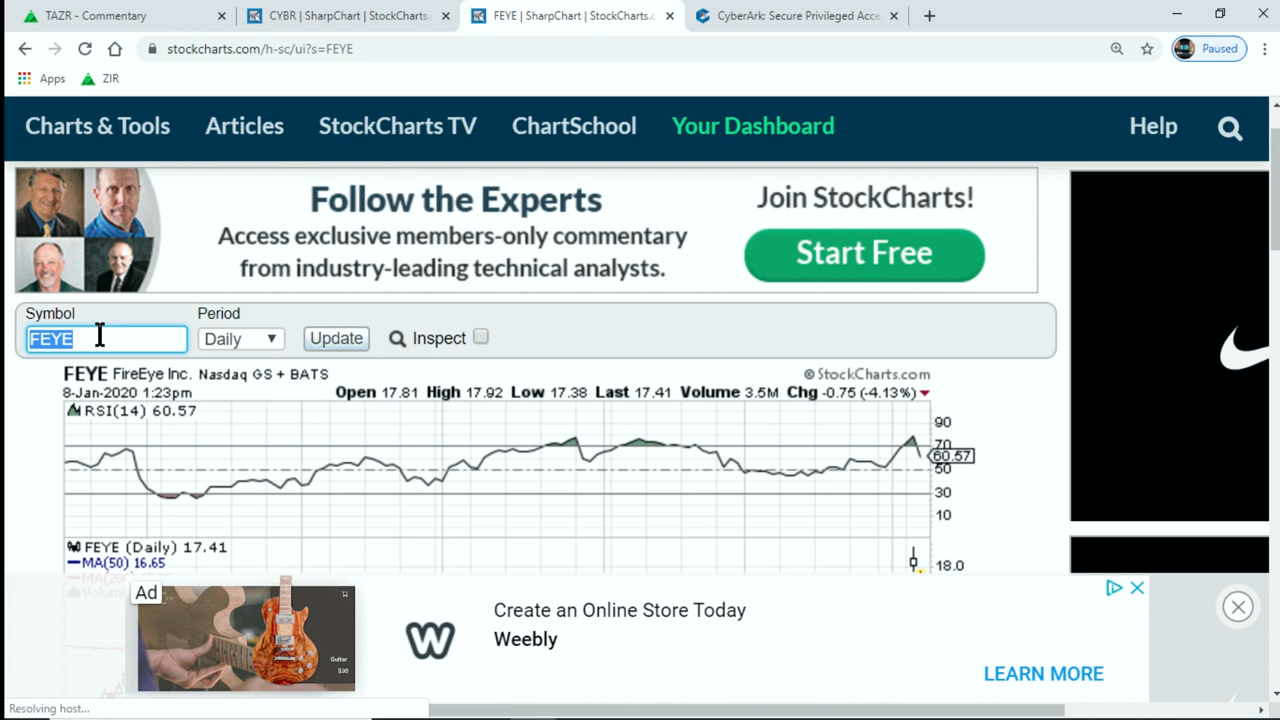 TAZR - Commentary
CYBR | SharpChart | StockCharts.c
FEYE | SharpChart | StockCharts.c
CyberArk: Secure Privileged Acce
stockcharts.com/h-sc/ui?s=FEYE
Paused
Apps
ZIR
Charts & Tools
Articles
StockCharts TV
ChartSchool
Your Dashboard
Help
Follow the Experts
Access exclusive members-only commentary
from industry-leading technical analysts.
Join StockCharts!
Start Free
Symbol
Period
FEYE
Daily
Update
Inspect
FEYE FireEye Inc. Nasdaq GS + BATS
© StockCharts.com
8-Jan-2020 1:23pm
Open 17.81 High 17.92 Low 17.38 Last 17.41 Volume 3.5M Chg -0.75 (-4.13%)
RSI(14) 60.57
90
70
60.57
50
30
10
FEYE (Daily) 17.41
MA(50) 16.65
18.0
Ad
Guitar
$30
Create an Online Store Today
Weebly
LEARN MORE
Resolving host...